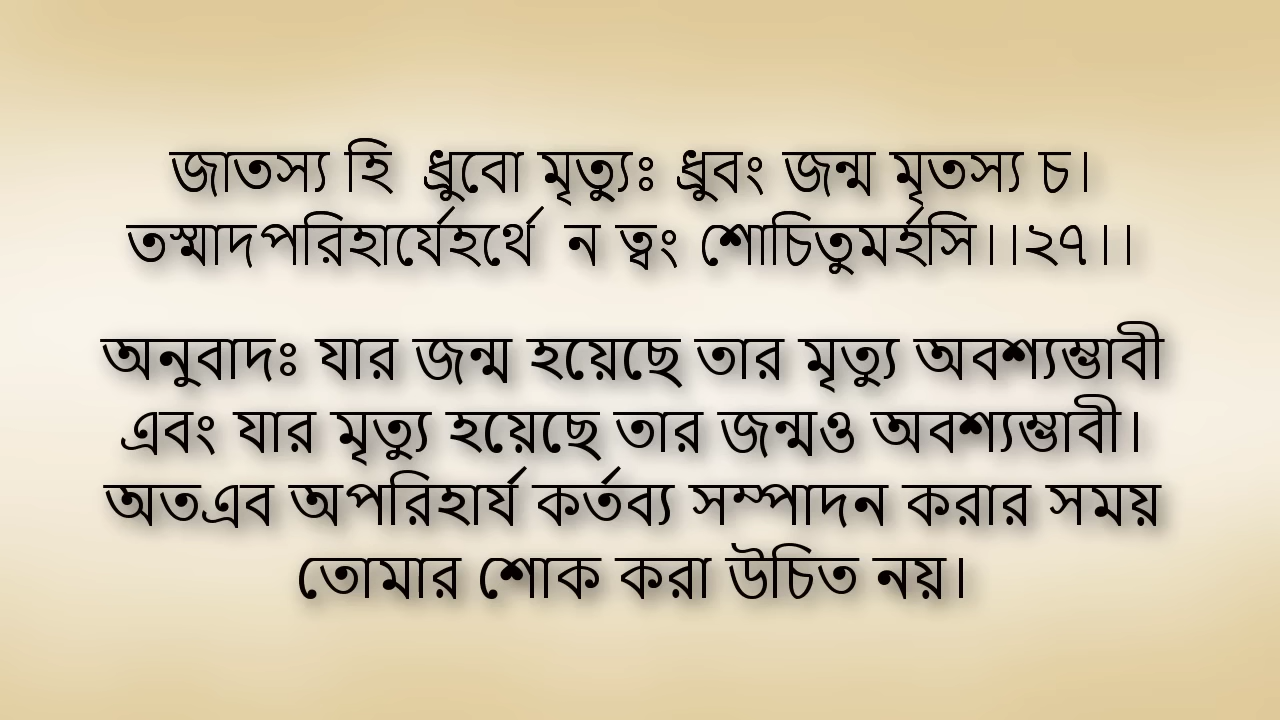 জাতস্য হি ধ্রুবো মৃত্যুঃ ধ্রুবং জন্ম মৃতস্য চ।
তস্মাদপরিহার্যেহর্থে ন ত্বং শোচিতুমর্হসি।।২৭।।
অনুবাদঃ যার জন্ম হয়েছে তার মৃত্যু অবশ্যম্ভাবী
এবং যার মৃত্যু হয়েছে তার জন্মও অবশ্যম্ভাবী।
অতএব অপরিহার্য কর্তব্য সম্পাদন করার সময়
তোমার শোক করা উচিত নয়।